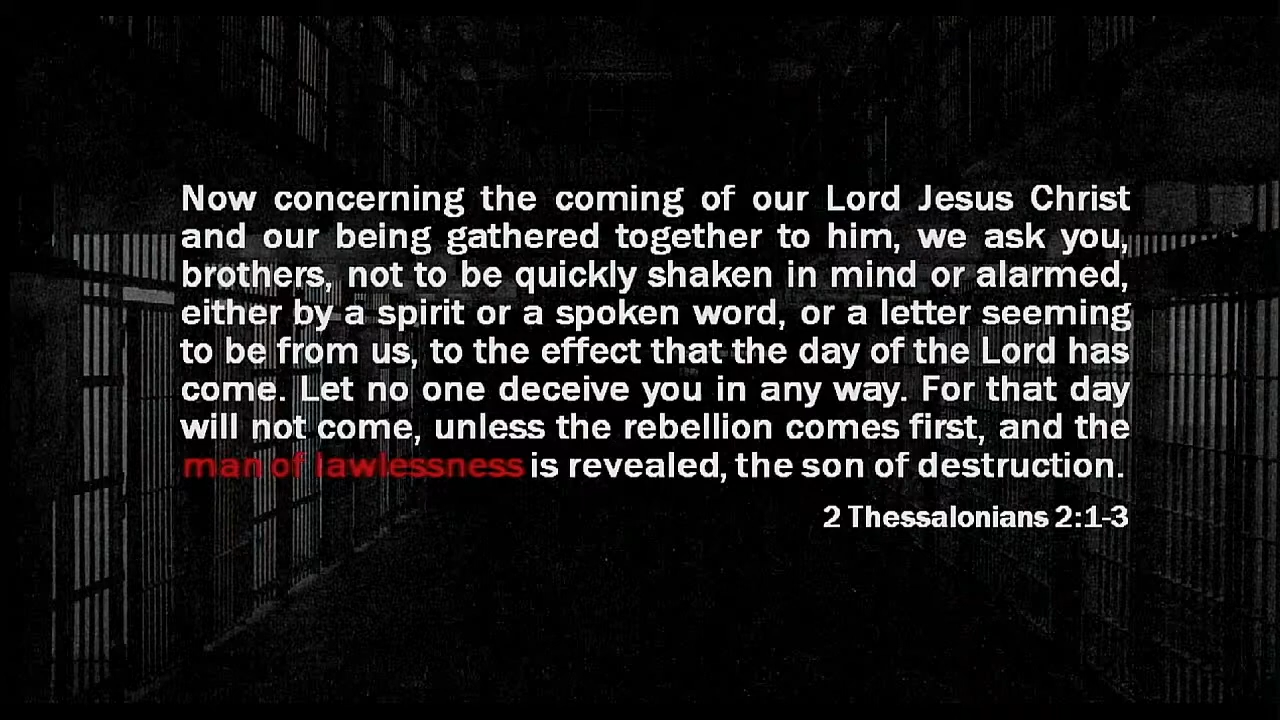 Now concerning the coming of our Lord Jesus Christ
and our being gathered together to him, we ask you,
brothers, not to be quickly shaken in mind or alarmed,
either by a spirit or a spoken word, or a letter seeming
to be from us, to the effect that the day of the Lord has
come. Let no one deceive you in any way. For that day
will not come, unless the rebellion comes first, and the
man of lawlessness is revealed, the son of destruction.
2 Thessalonians 2:1-3